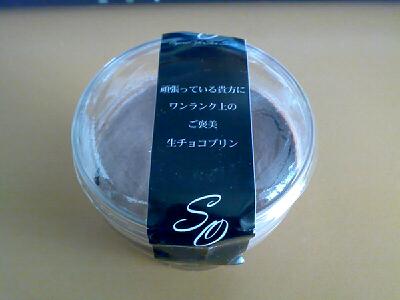 頑張っている貴方に
ワンランク上の
ご褒美
生チョコプリン
SO